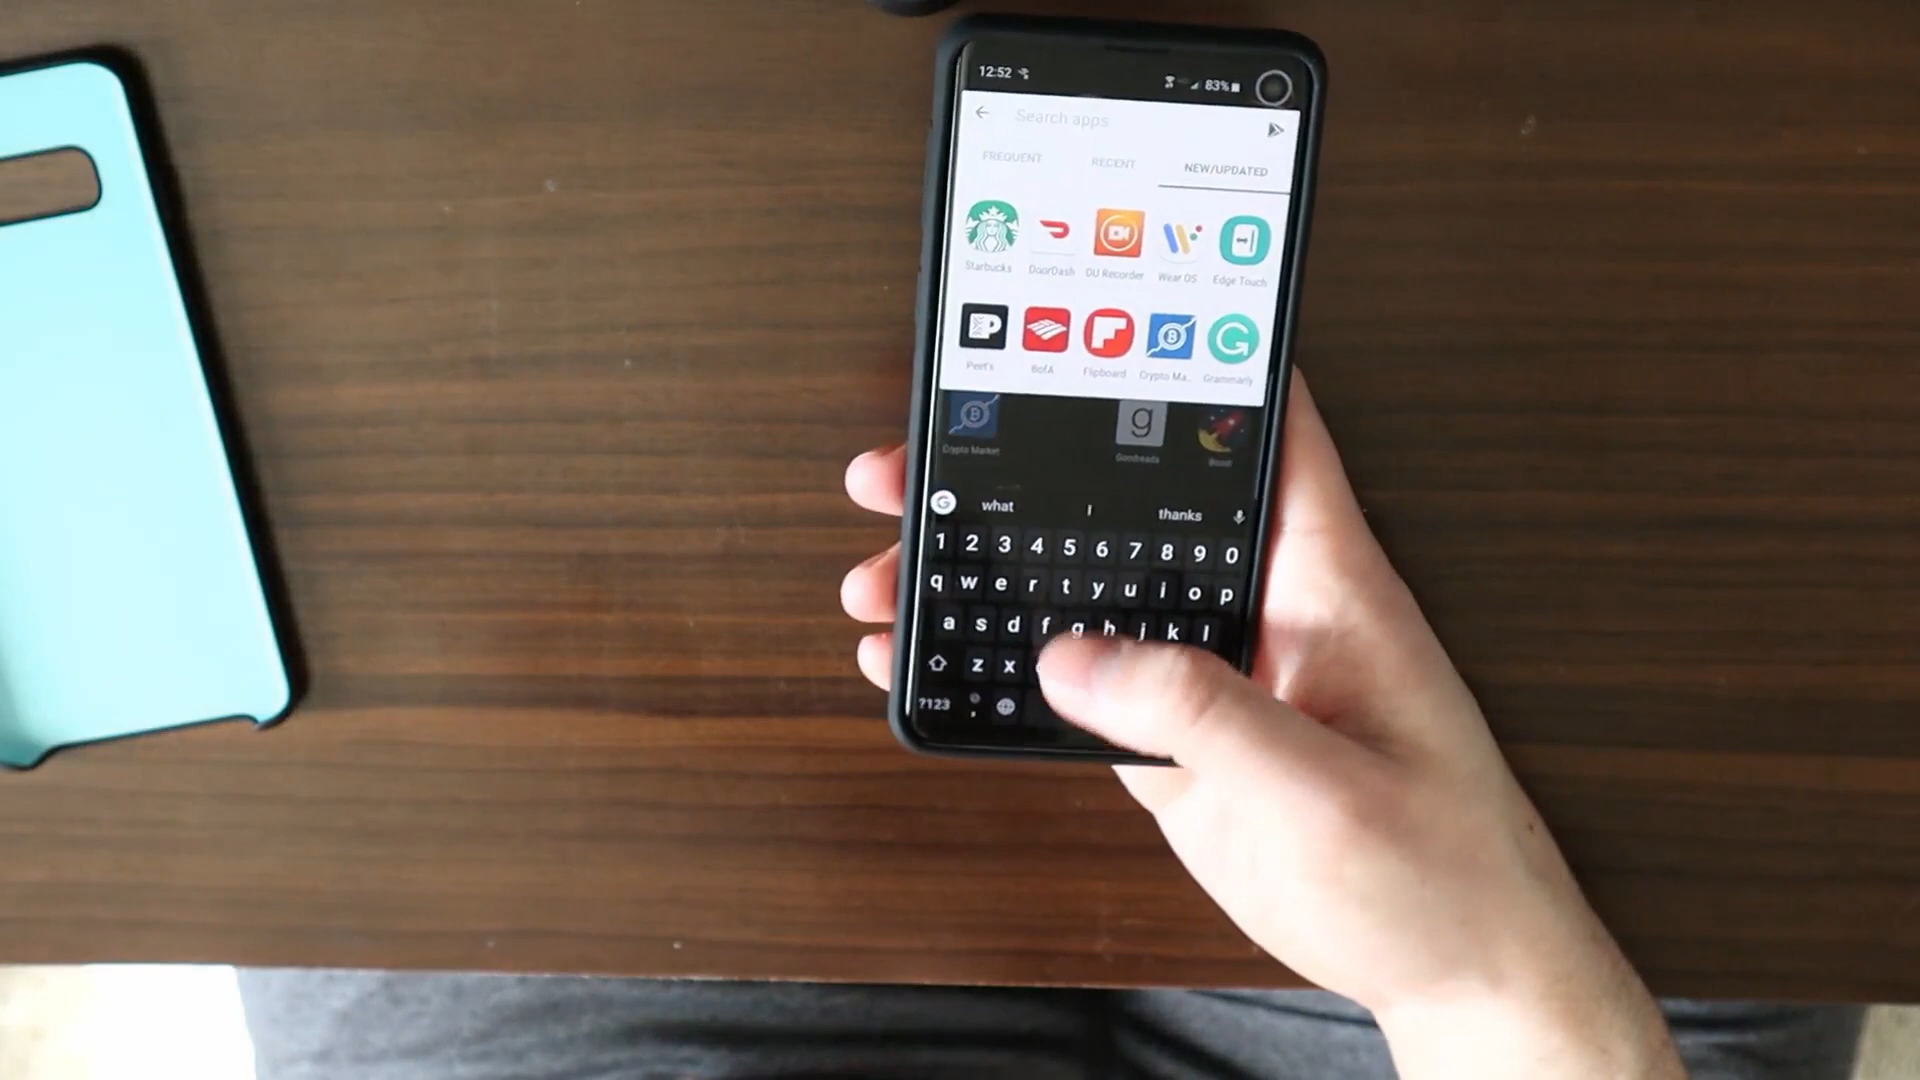 12:52 83%
Search apps
FREQUENT RECENT NEW/UPDATED
Starbucks DoorDash DU Recorder Wear OS Edge Touch
Peet's BofA Flipboard Crypto Ma.. Grammarly
Crypto Market Goodreads Boost
what I thanks
1 2 3 4 5 6 7 8 9 0
q w e r t y u i o p
a s d f g h j k l
z x
?123